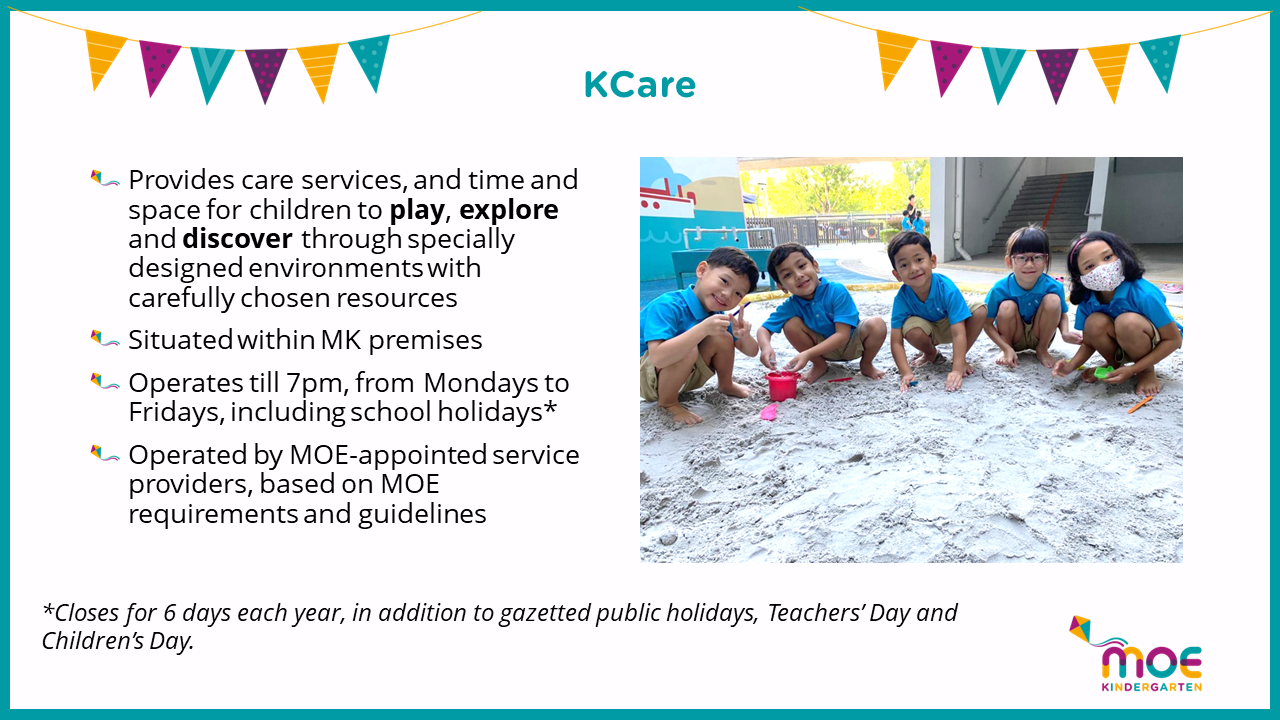 KCare
Provides care services, and time and
space for children to play, explore
and discover through specially
designed environments with
carefully chosen resources
Situated within MK premises
Operates till 7pm, from Mondays to
Fridays, including school holidays*
Operated by MOE-appointed service
providers, based on MOE
requirements and guidelines
*Closes for 6 days each year, in addition to gazetted public holidays, Teachers’ Day and
Children’s Day.
moe
KINDERGARTEN